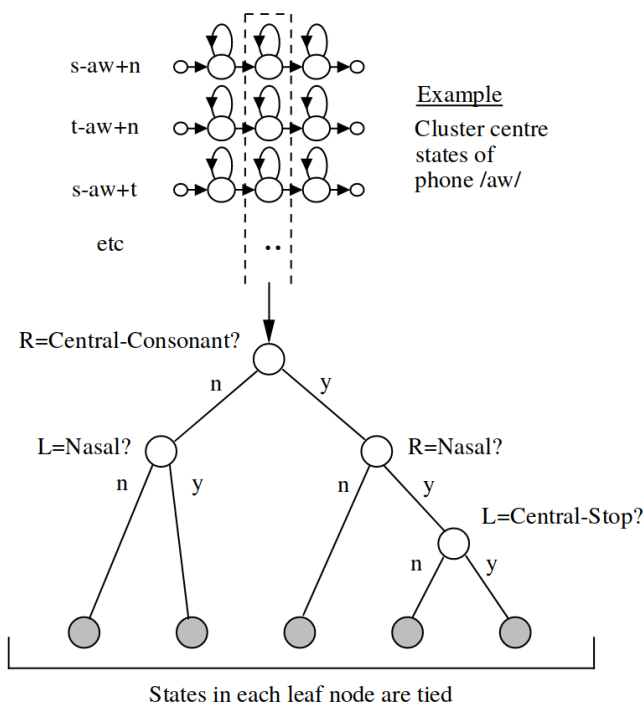 s-aw+n
t-aw+n
s-aw+t
etc
..
Example
Cluster centre
states of
phone /aw/
R=Central-Consonant?
n
y
L=Nasal?
R=Nasal?
n
y
n
y
L=Central-Stop?
n
y
States in each leaf node are tied